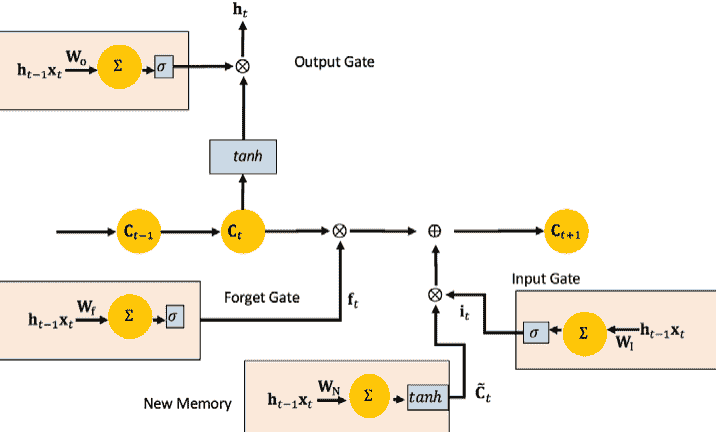 h_t
W_o
h_{t−1}x_t Σ σ ⊗ Output Gate
tanh
C_{t−1} C_t ⊗ ⊕ C_{t+1}
Forget Gate f_t
W_f
h_{t−1}x_t Σ σ
Input Gate
⊗ i_t
σ Σ h_{t−1}x_t
W_I
New Memory
W_N
h_{t−1}x_t Σ tanh
C̃_t